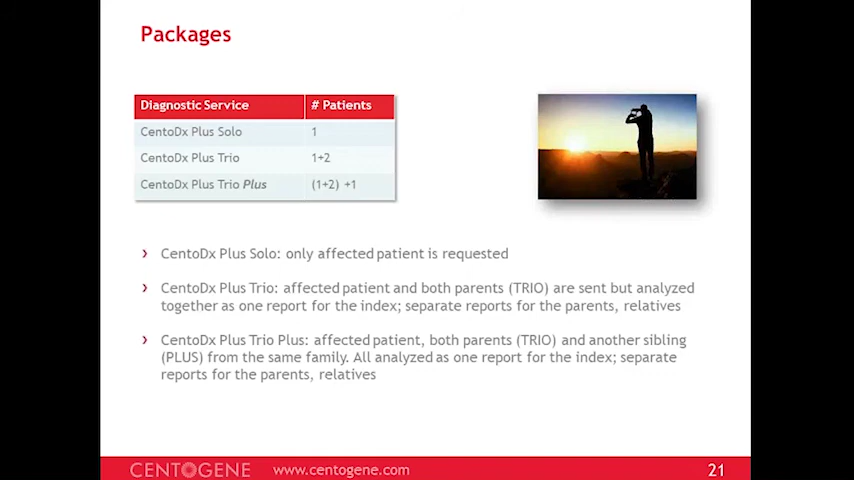 Packages
Diagnostic Service # Patients
CentoDx Plus Solo 1
CentoDx Plus Trio 1+2
CentoDx Plus Trio Plus (1+2) +1
CentoDx Plus Solo: only affected patient is requested
CentoDx Plus Trio: affected patient and both parents (TRIO) are sent but analyzed
together as one report for the index; separate reports for the parents, relatives
CentoDx Plus Trio Plus: affected patient, both parents (TRIO) and another sibling
(PLUS) from the same family. All analyzed as one report for the index; separate
reports for the parents, relatives
CENTOGENE www.centogene.com 21